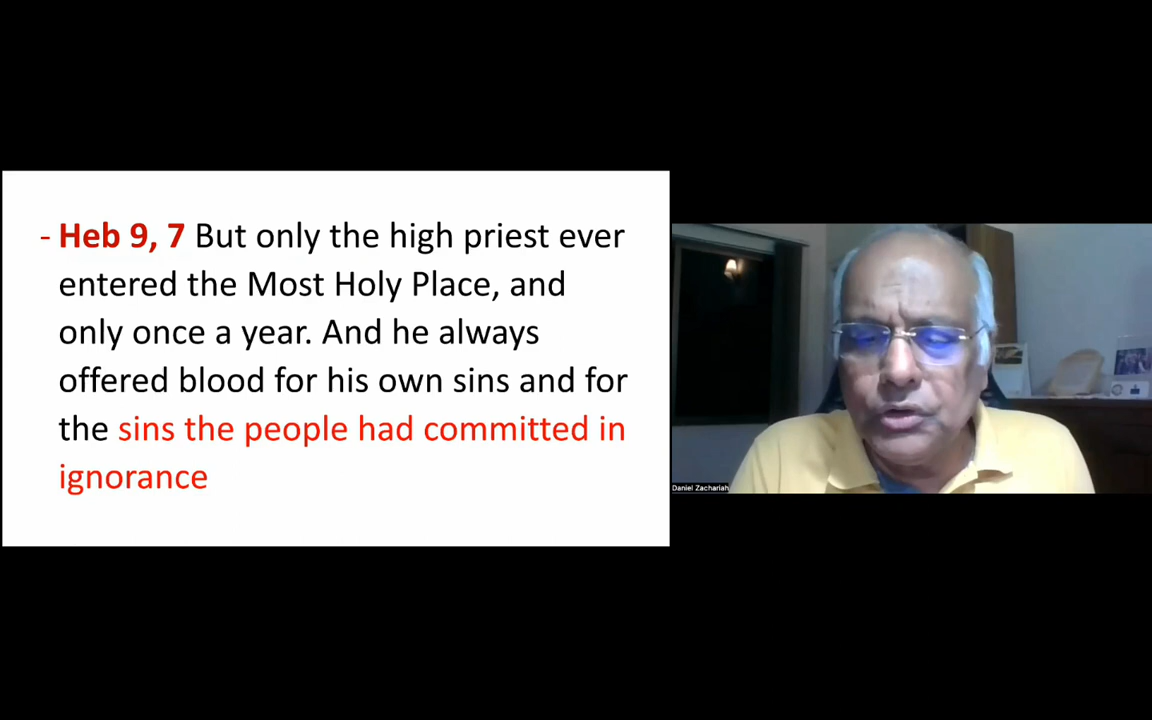 - Heb 9, 7 But only the high priest ever
entered the Most Holy Place, and
only once a year. And he always
offered blood for his own sins and for
the sins the people had committed in
ignorance
Daniel Zachariah